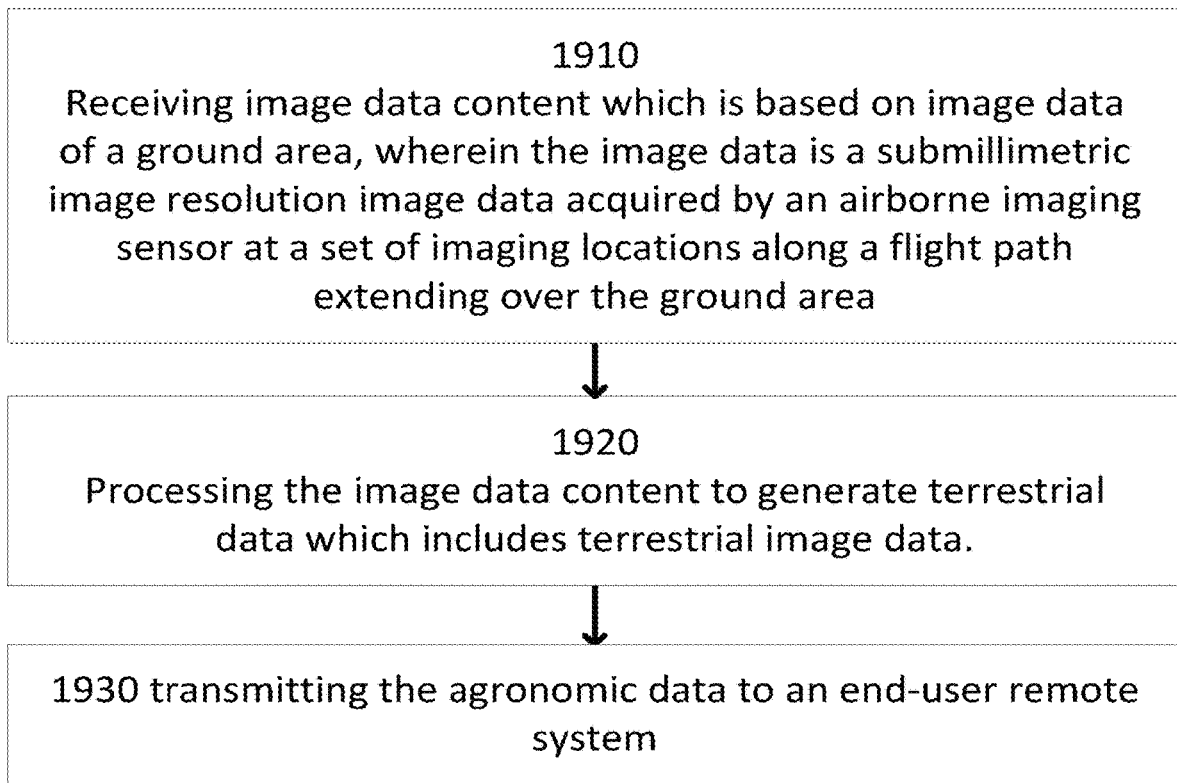 1910
Receiving image data content which is based on image data
of a ground area, wherein the image data is a submillimetric
image resolution image data acquired by an airborne imaging
sensor at a set of imaging locations along a flight path
extending over the ground area
1920
Processing the image data content to generate terrestrial
data which includes terrestrial image data.
1930 transmitting the agronomic data to an end-user remote
system